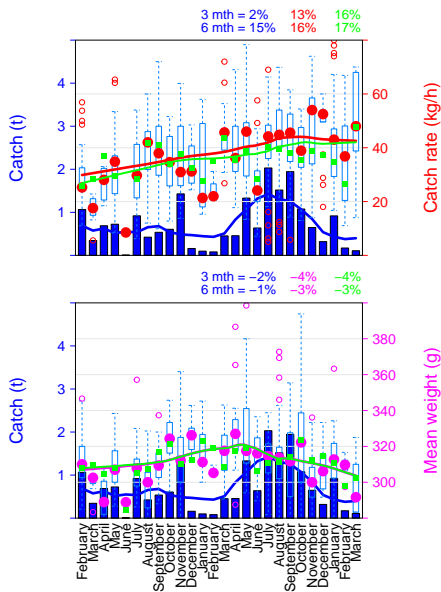 3 mth = 2% 13% 16%
6 mth = 15% 16% 17%
Catch (t)
5
4
3
2
1
Catch rate (kg/h)
80
60
40
20
3 mth = −2% −4% −4%
6 mth = −1% −3% −3%
Catch (t)
5
4
3
2
1
Mean weight (g)
380
360
340
320
300
February
March
April
May
June
July
August
September
October
November
December
January
February
March
April
May
June
July
August
September
October
November
December
January
February
March